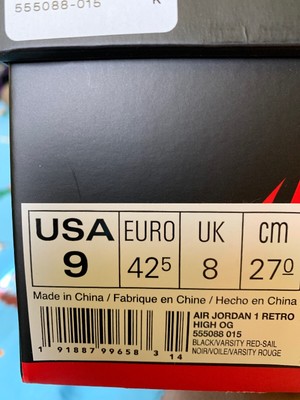 555088-015
USA EURO UK cm
9 42 5 8 27 0
Made in China / Fabrique en Chine / Hecho en China
AIR JORDAN 1 RETRO
HIGH OG
555088 015
BLACK/VARSITY RED-SAIL
NOIR/VOILE/VARSITY ROUGE
1 91887 99658 3 14